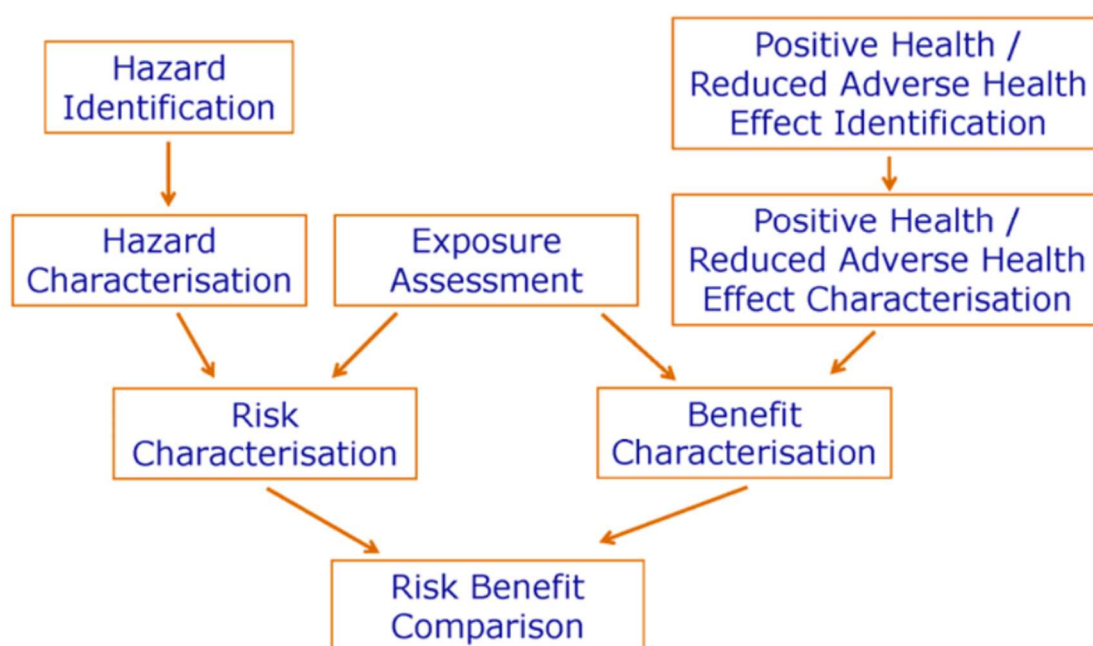 Hazard
Identification
Positive Health /
Reduced Adverse Health
Effect Identification
Hazard
Characterisation
Exposure
Assessment
Positive Health /
Reduced Adverse Health
Effect Characterisation
Risk
Characterisation
Benefit
Characterisation
Risk Benefit
Comparison